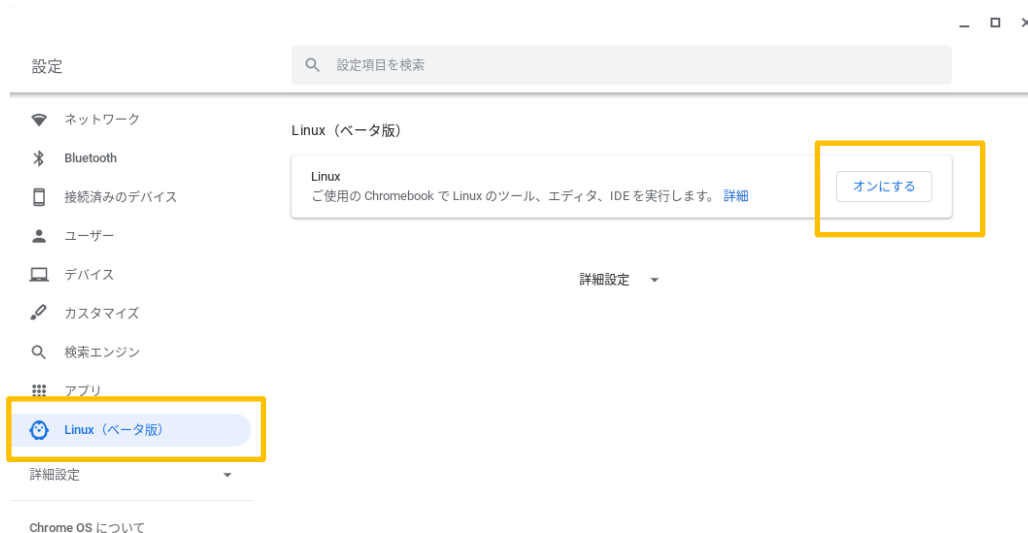 設定
設定項目を検索
ネットワーク
Bluetooth
接続済みのデバイス
ユーザー
デバイス
カスタマイズ
検索エンジン
アプリ
Linux（ベータ版）
詳細設定
Chrome OS について
Linux（ベータ版）
Linux
ご使用の Chromebook で Linux のツール、エディタ、IDE を実行します。 詳細
オンにする
詳細設定